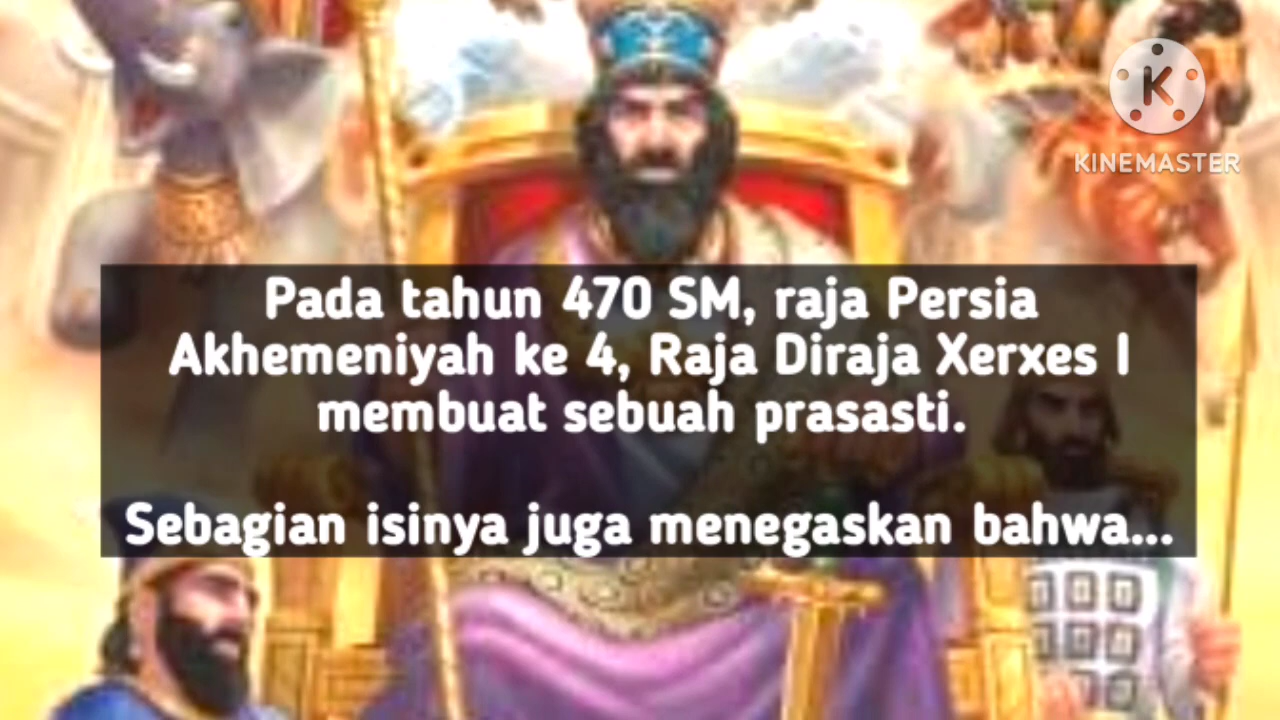 K
KINEMASTER
Pada tahun 470 SM, raja Persia
Akhemeniyah ke 4, Raja Diraja Xerxes I
membuat sebuah prasasti.
Sebagian isinya juga menegaskan bahwa...